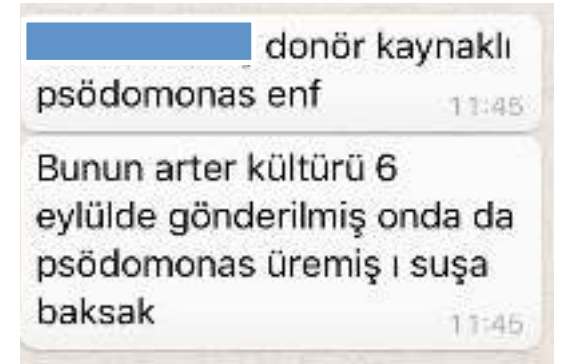 donör kaynaklı
psödomonas enf
11:45
Bunun arter kültürü 6
eylülde gönderilmiş onda da
psödomonas üremiş ı suşa
baksak
11:45